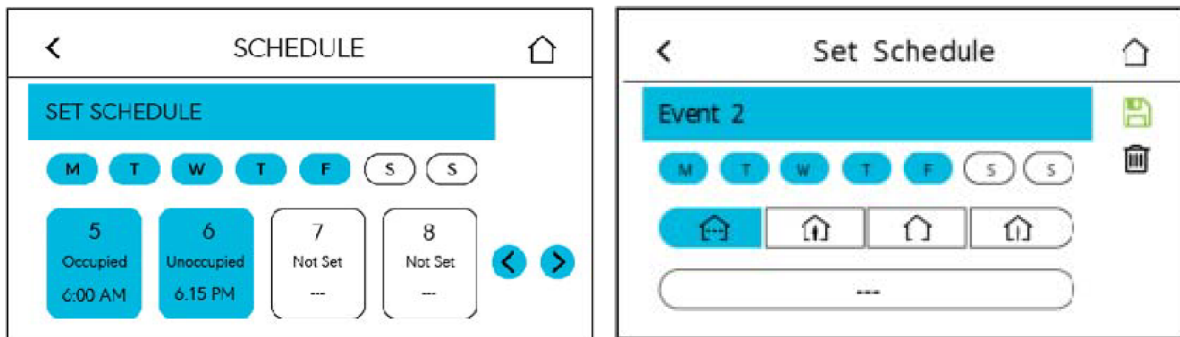 SCHEDULE
SET SCHEDULE
M T W T F S S
5 6 7 8
Occupied Unoccupied Not Set Not Set
6:00 AM 6.15 PM --- ---
Set Schedule
Event 2
M T W T F S S
---